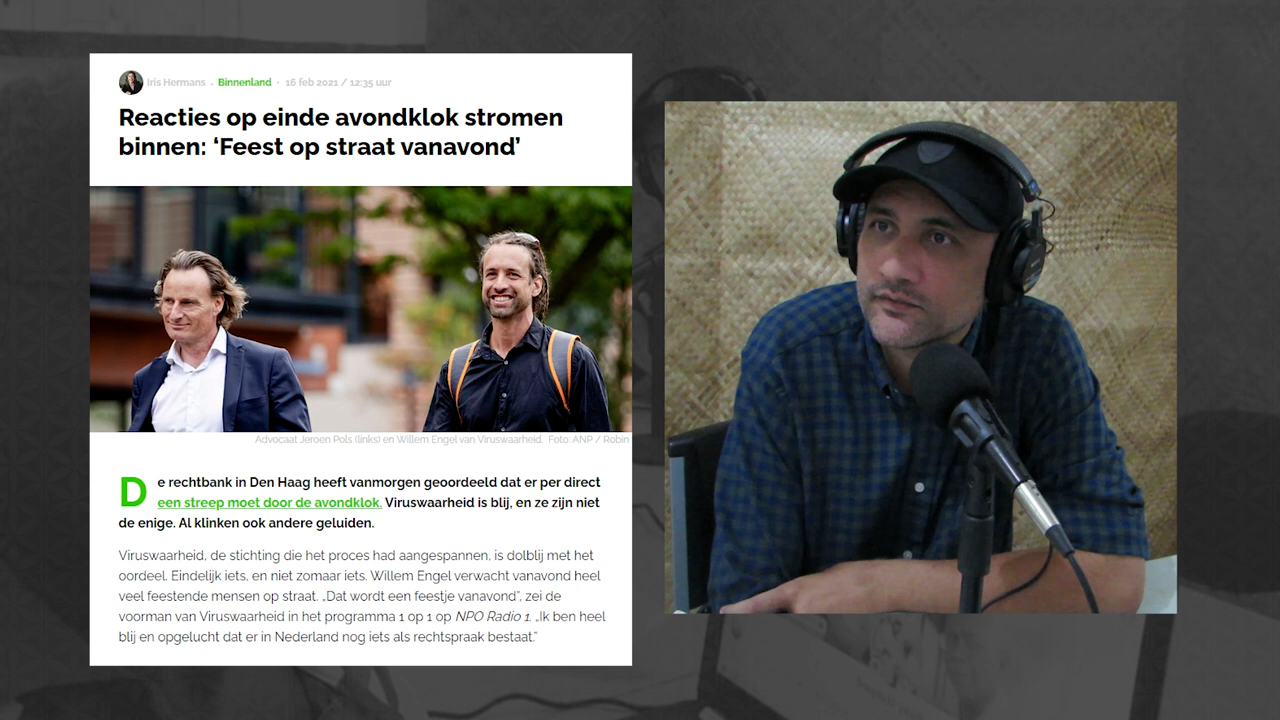 Iris Hermans . Binnenland · 16 feb 2021 / 12:35 uur
Reacties op einde avondklok stromen
binnen: ‘Feest op straat vanavond’
Advocaat Jeroen Pols (links) en Willem Engel van Viruswaarheid. Foto: ANP / Robin
De rechtbank in Den Haag heeft vanmorgen geoordeeld dat er per direct
een streep moet door de avondklok. Viruswaarheid is blij, en ze zijn niet
de enige. Al klinken ook andere geluiden.
Viruswaarheid, de stichting die het proces had aangespannen, is dolblij met het
oordeel. Eindelijk iets, en niet zomaar iets. Willem Engel verwacht vanavond heel
veel feestende mensen op straat. „Dat wordt een feestje vanavond”, zei de
voorman van Viruswaarheid in het programma 1 op 1 op NPO Radio 1. „Ik ben heel
blij en opgelucht dat er in Nederland nog iets als rechtspraak bestaat.”